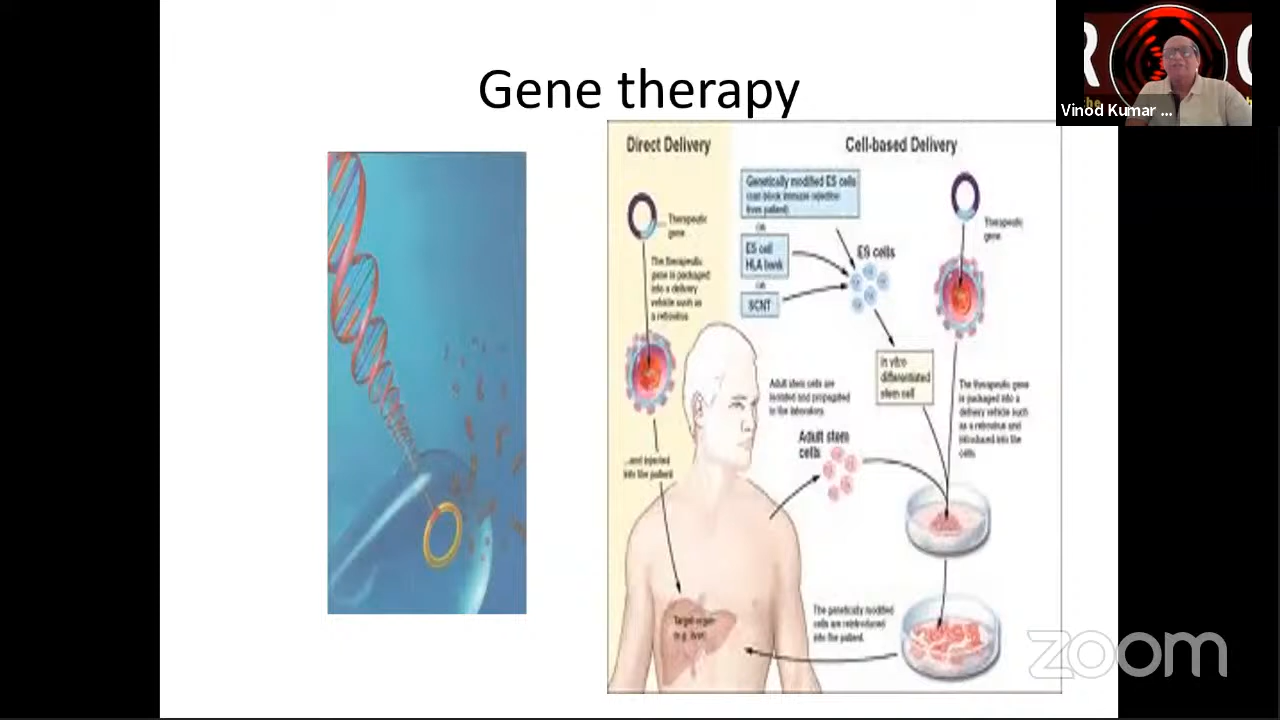 Gene therapy
Direct Delivery
Therapeutic
gene
The therapeutic
gene is packaged
into a delivery
vehicle such as
a retrovirus
...and injected
into the patient
Target organ
(e.g. liver)
Cell-based Delivery
Genetically modified ES cells
(can block immune rejection
from patient)
OR
ES cell
HLA bank
OR
SCNT
ES cells
in vitro
differentiated
stem cell
Adult stem cells are
isolated and propagated
in the laboratory.
Adult stem
cells
Therapeutic
gene
The therapeutic gene
is packaged into a
delivery vehicle such
as a retrovirus and
introduced into the
cells
The genetically modified
cells are reintroduced
into the patient.
R
the
Vinod Kumar ...
zoom